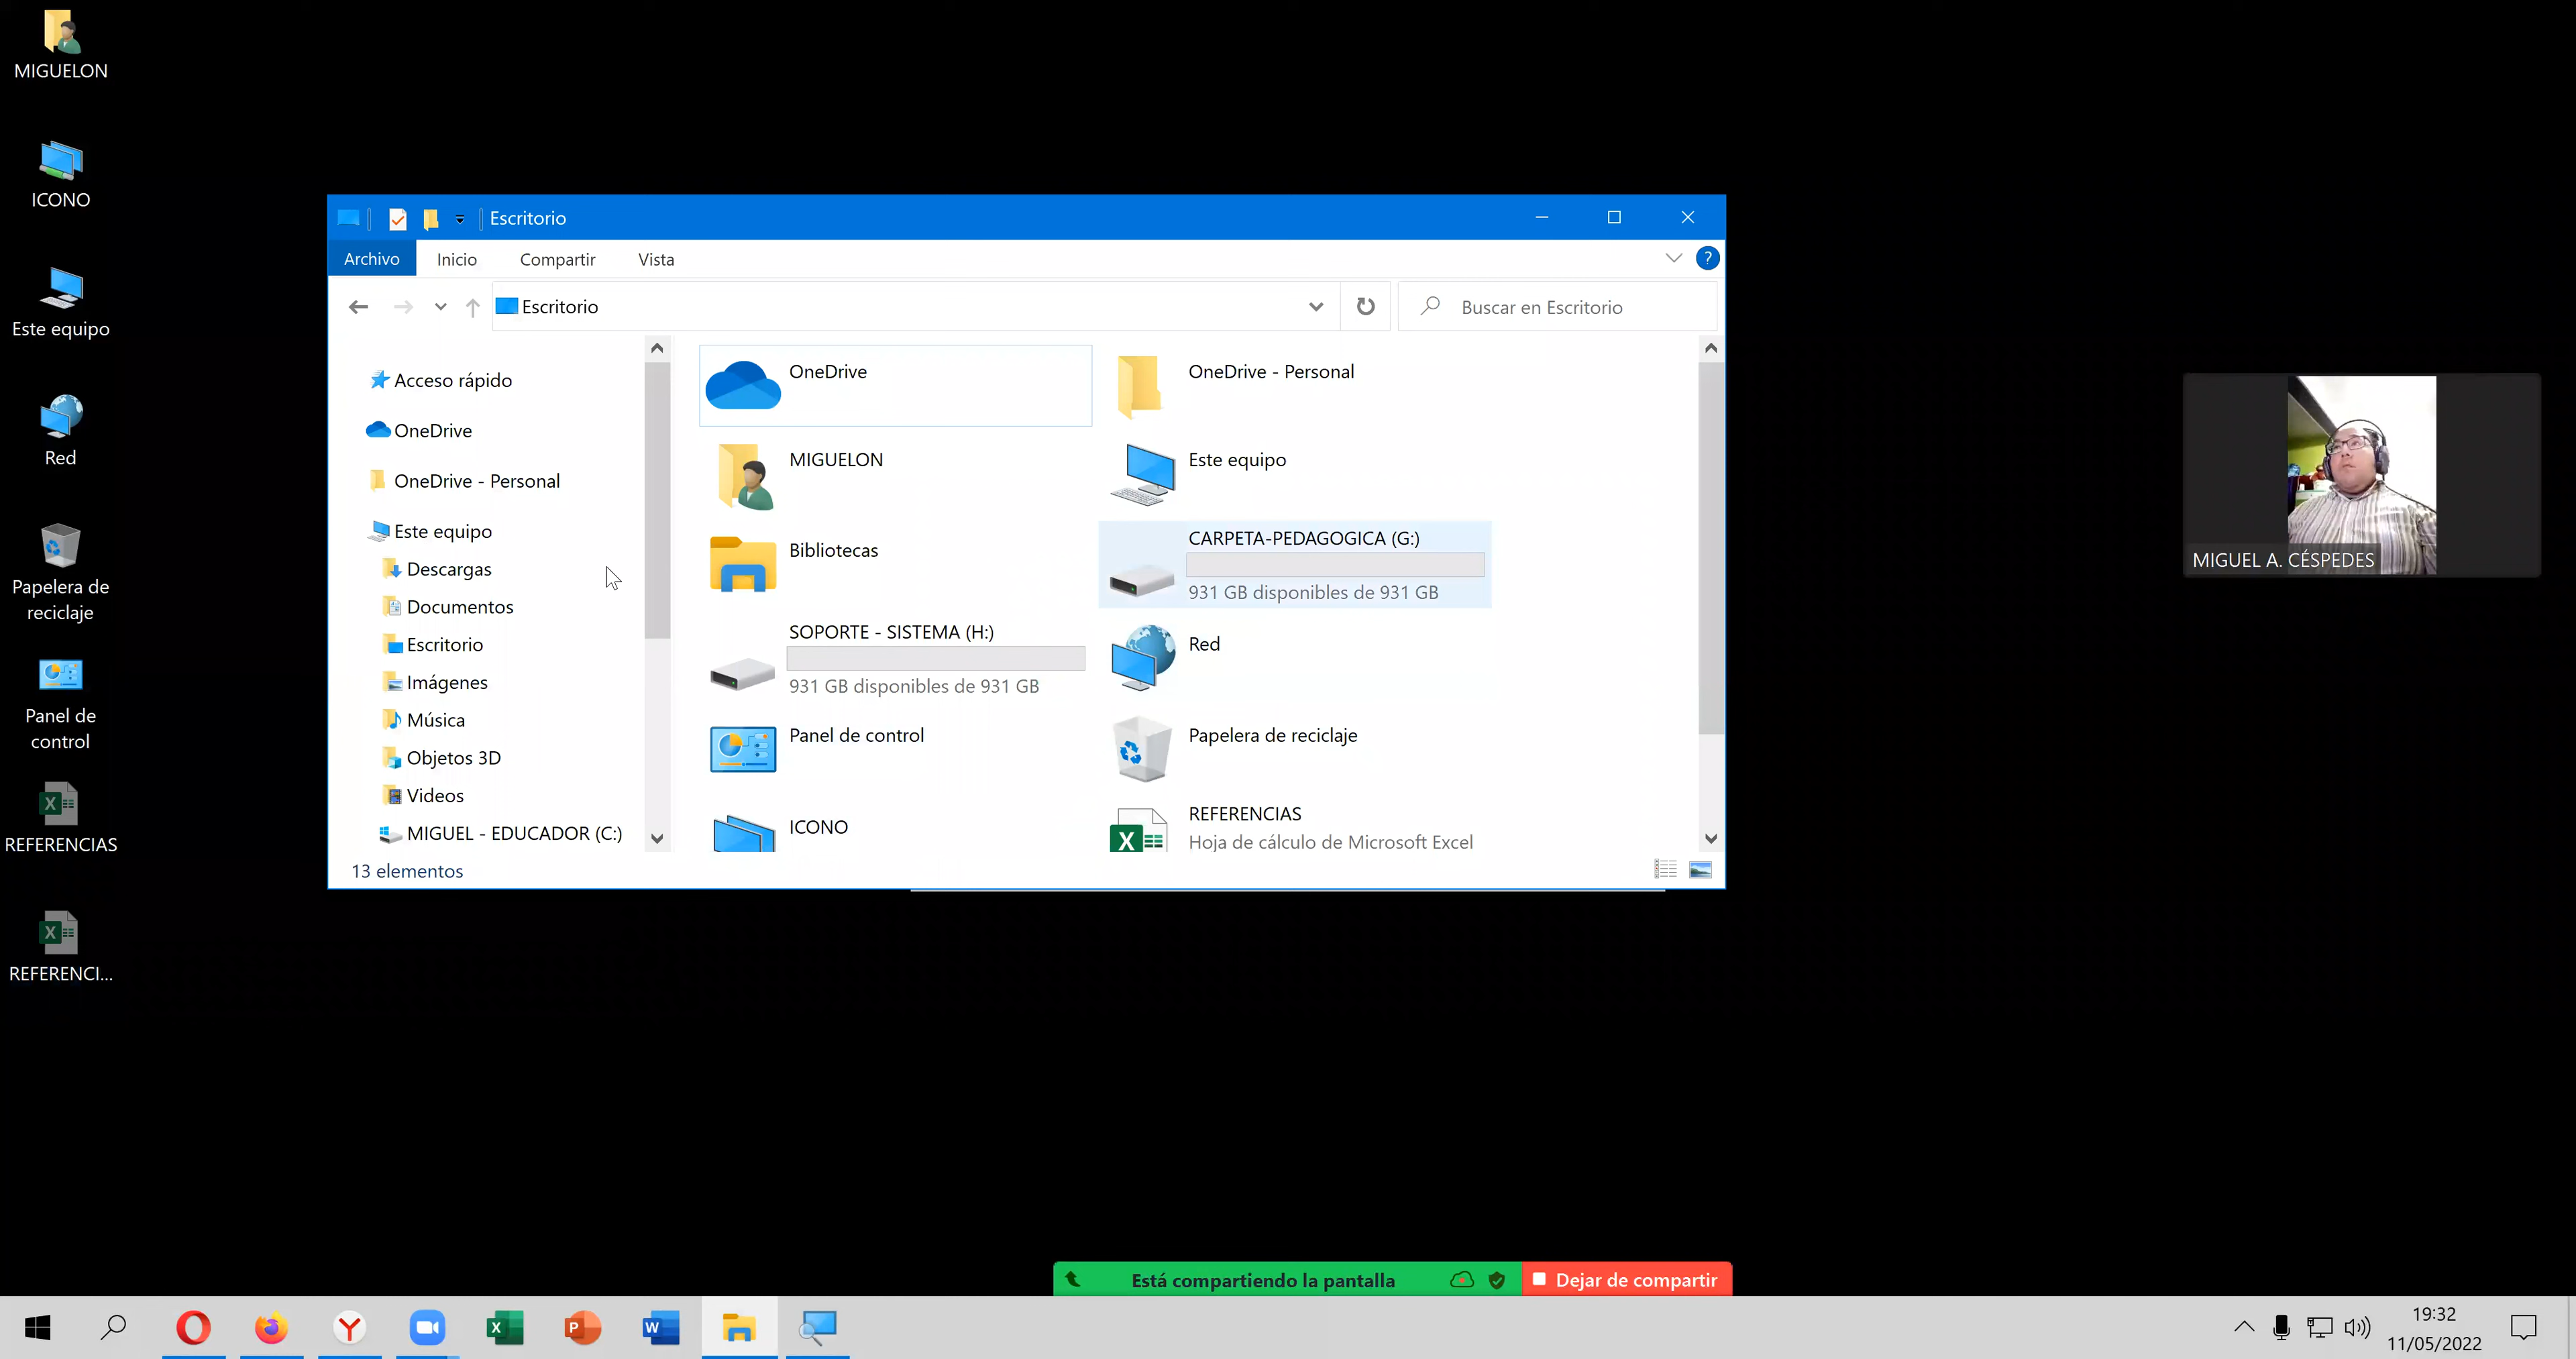 MIGUELON
ICONO
Este equipo
Red
Papelera de
reciclaje
Panel de
control
REFERENCIAS
REFERENCI...
Escritorio
Archivo
Inicio
Compartir
Vista
?
Escritorio
Buscar en Escritorio
Acceso rápido
OneDrive
OneDrive - Personal
Este equipo
Descargas
Documentos
Escritorio
Imágenes
Música
Objetos 3D
Videos
MIGUEL - EDUCADOR (C:)
OneDrive
OneDrive - Personal
MIGUELON
Este equipo
Bibliotecas
CARPETA-PEDAGOGICA (G:)
931 GB disponibles de 931 GB
SOPORTE - SISTEMA (H:)
931 GB disponibles de 931 GB
Red
Panel de control
Papelera de reciclaje
ICONO
REFERENCIAS
Hoja de cálculo de Microsoft Excel
13 elementos
MIGUEL A. CÉSPEDES
Está compartiendo la pantalla
Dejar de compartir
19:32
11/05/2022